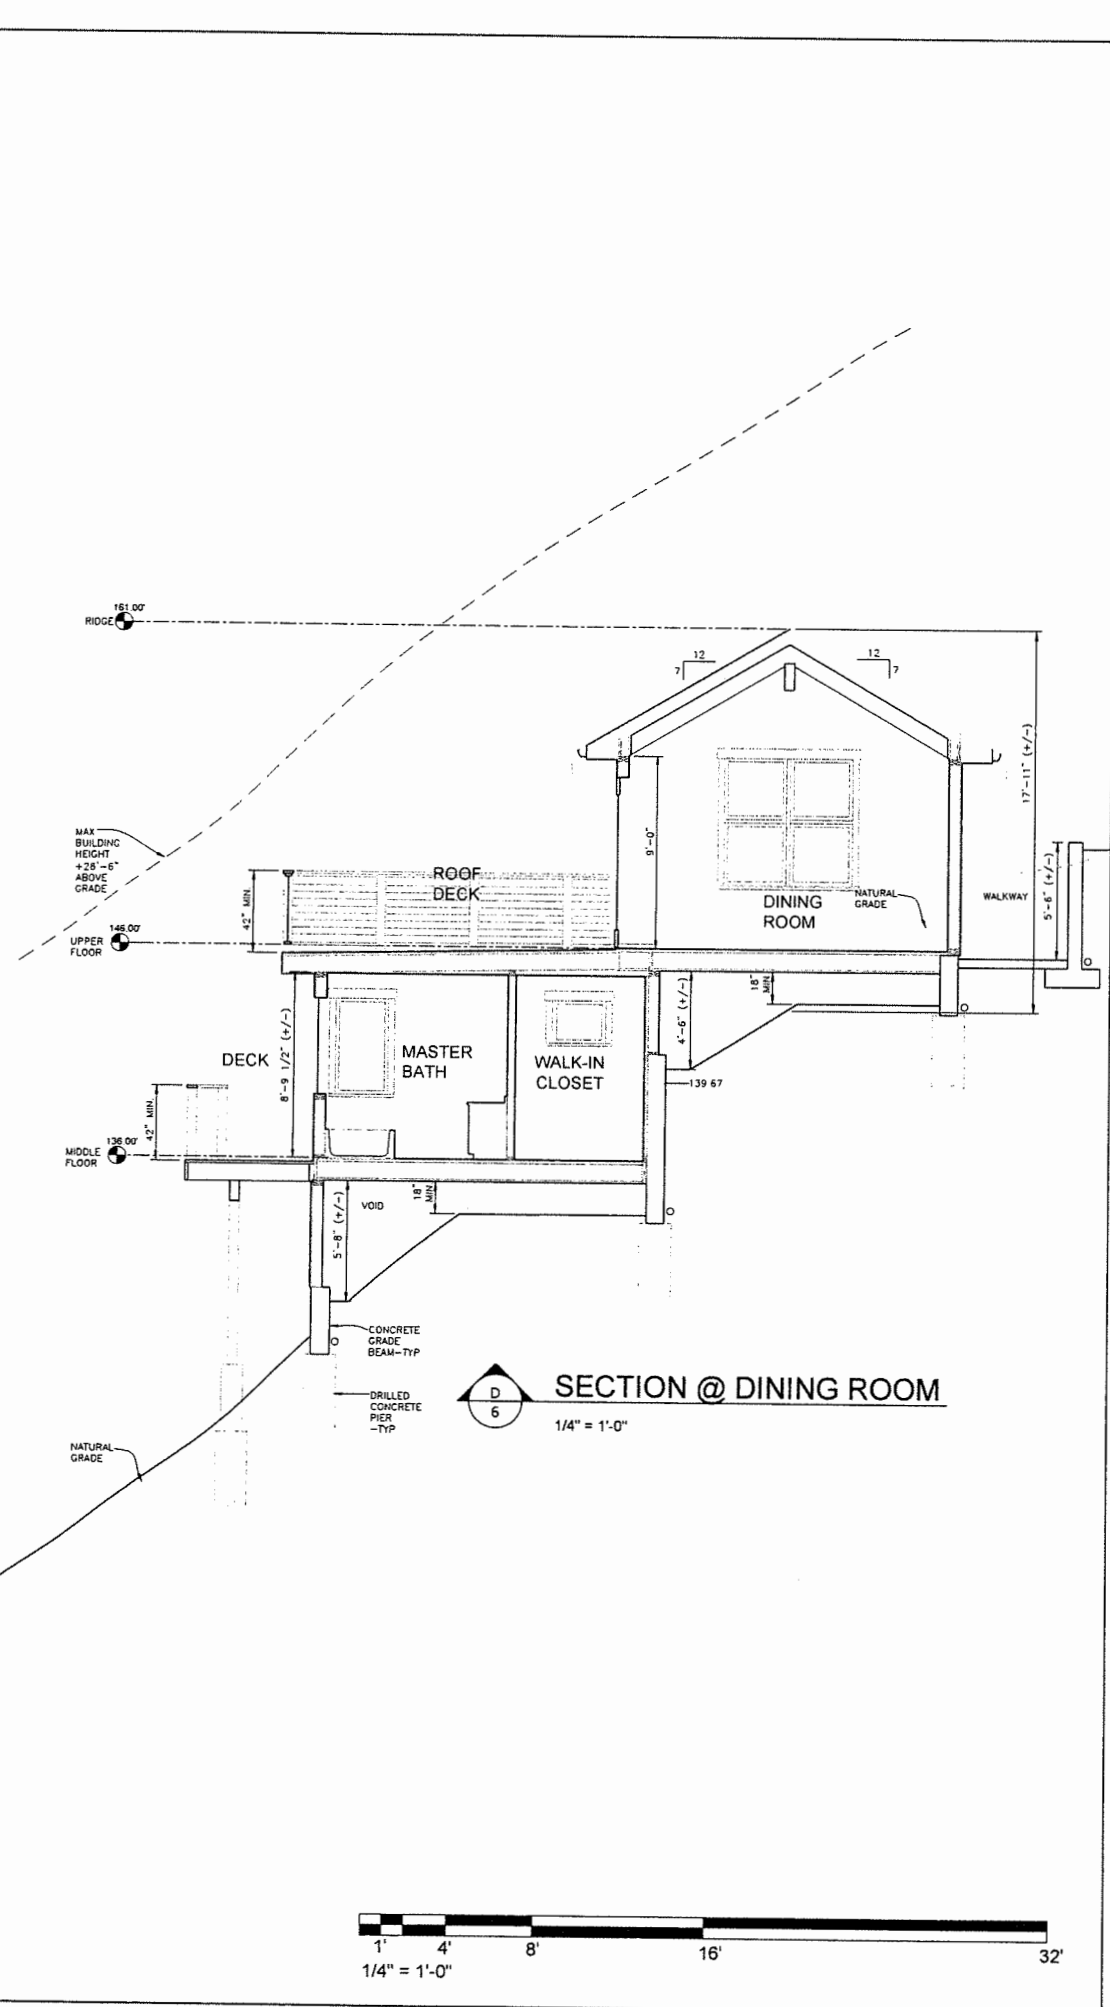 161.00'
RIDGE
12
7
12
7
17'-11" (+/-)
MAX
BUILDING
HEIGHT
+28'-6"
ABOVE
GRADE
9'-0"
42" MIN.
ROOF
DECK
DINING
ROOM
NATURAL
GRADE
WALKWAY
5'-6" (+/-)
146.00'
UPPER
FLOOR
8'-9 1/2" (+/-)
DECK
MASTER
BATH
WALK-IN
CLOSET
4'-6" (+/-)
18"
MIN
139 67
42" MIN.
136.00'
MIDDLE
FLOOR
5'-8" (+/-)
VOID
18"
MIN
CONCRETE
GRADE
BEAM-TYP
DRILLED
CONCRETE
PIER
-TYP
D
6
SECTION @ DINING ROOM
1/4" = 1'-0"
NATURAL
GRADE
1'
4'
8'
16'
32'
1/4" = 1'-0"